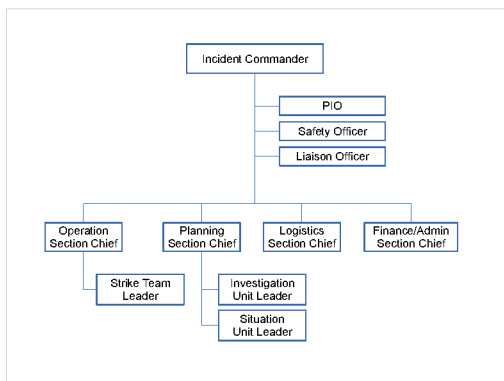 Incident Commander
PIO
Safety Officer
Liaison Officer
Operation
Section Chief
Planning
Section Chief
Logistics
Section Chief
Finance/Admin
Section Chief
Strike Team
Leader
Investigation
Unit Leader
Situation
Unit Leader